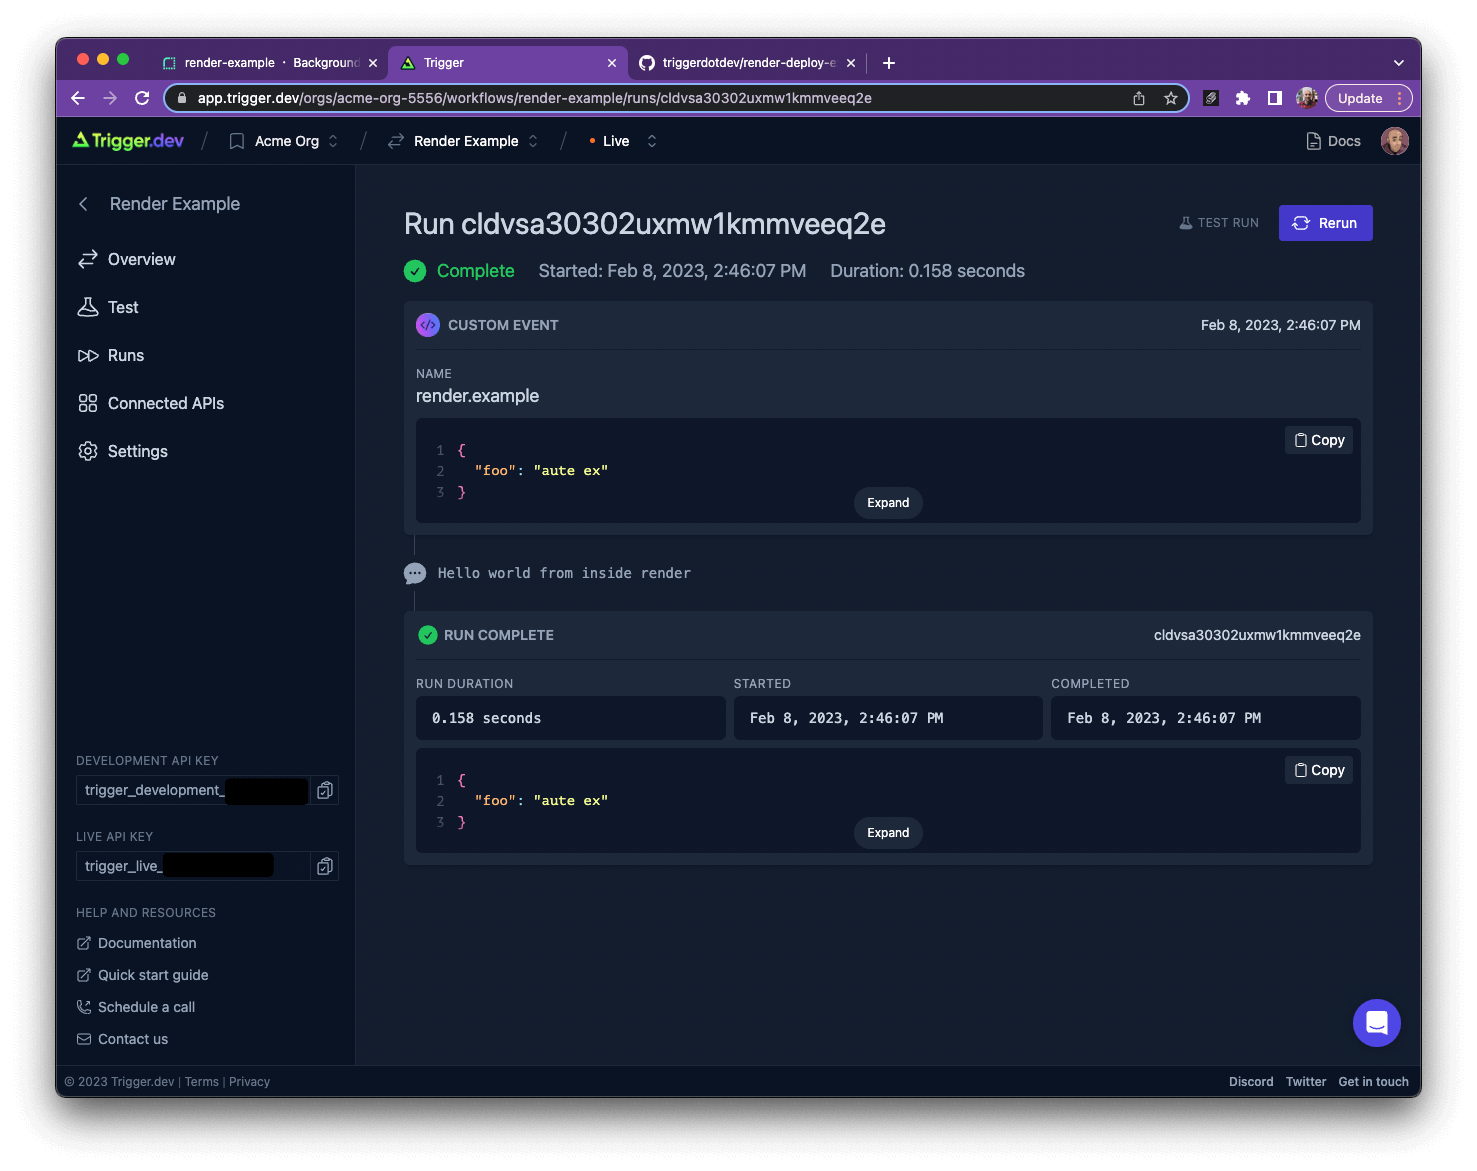 render-example · Background
Trigger
triggerdotdev/render-deploy-e
app.trigger.dev/orgs/acme-org-5556/workflows/render-example/runs/cldvsa30302uxmw1kmmveeq2e
Update
Trigger.dev / Acme Org / Render Example / Live
Docs
Render Example
Overview
Test
Runs
Connected APIs
Settings
DEVELOPMENT API KEY
trigger_development_
LIVE API KEY
trigger_live_
HELP AND RESOURCES
Documentation
Quick start guide
Schedule a call
Contact us
Run cldvsa30302uxmw1kmmveeq2e
TEST RUN
Rerun
Complete Started: Feb 8, 2023, 2:46:07 PM Duration: 0.158 seconds
CUSTOM EVENT Feb 8, 2023, 2:46:07 PM
NAME
render.example
Copy
1 {
2 "foo": "aute ex"
3 }
Expand
Hello world from inside render
RUN COMPLETE cldvsa30302uxmw1kmmveeq2e
RUN DURATION STARTED COMPLETED
0.158 seconds Feb 8, 2023, 2:46:07 PM Feb 8, 2023, 2:46:07 PM
Copy
1 {
2 "foo": "aute ex"
3 }
Expand
© 2023 Trigger.dev | Terms | Privacy
Discord Twitter Get in touch